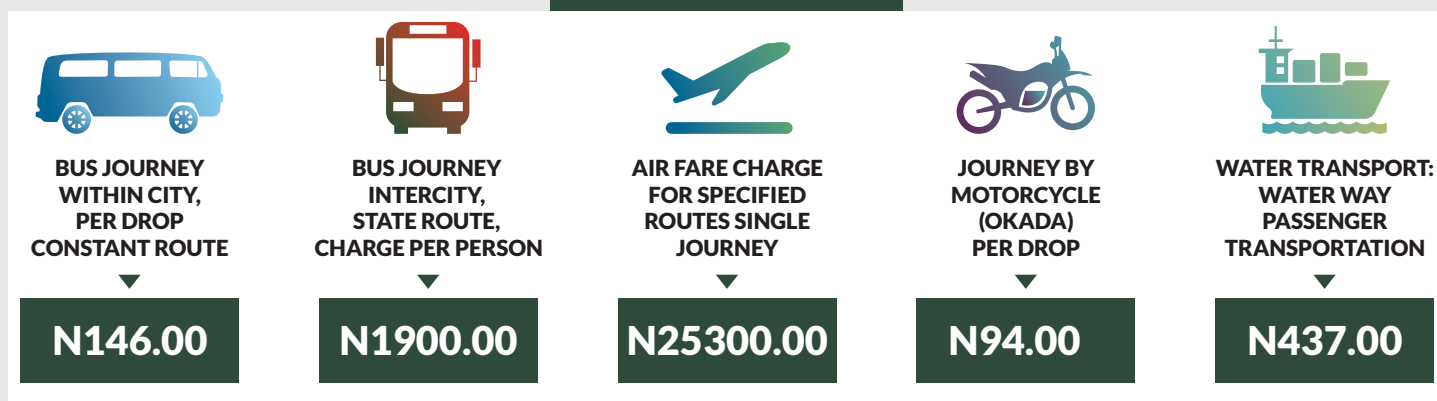 BUS JOURNEY
WITHIN CITY,
PER DROP
CONSTANT ROUTE
N146.00
BUS JOURNEY
INTERCITY,
STATE ROUTE,
CHARGE PER PERSON
N1900.00
AIR FARE CHARGE
FOR SPECIFIED
ROUTES SINGLE
JOURNEY
N25300.00
JOURNEY BY
MOTORCYCLE
(OKADA)
PER DROP
N94.00
WATER TRANSPORT:
WATER WAY
PASSENGER
TRANSPORTATION
N437.00